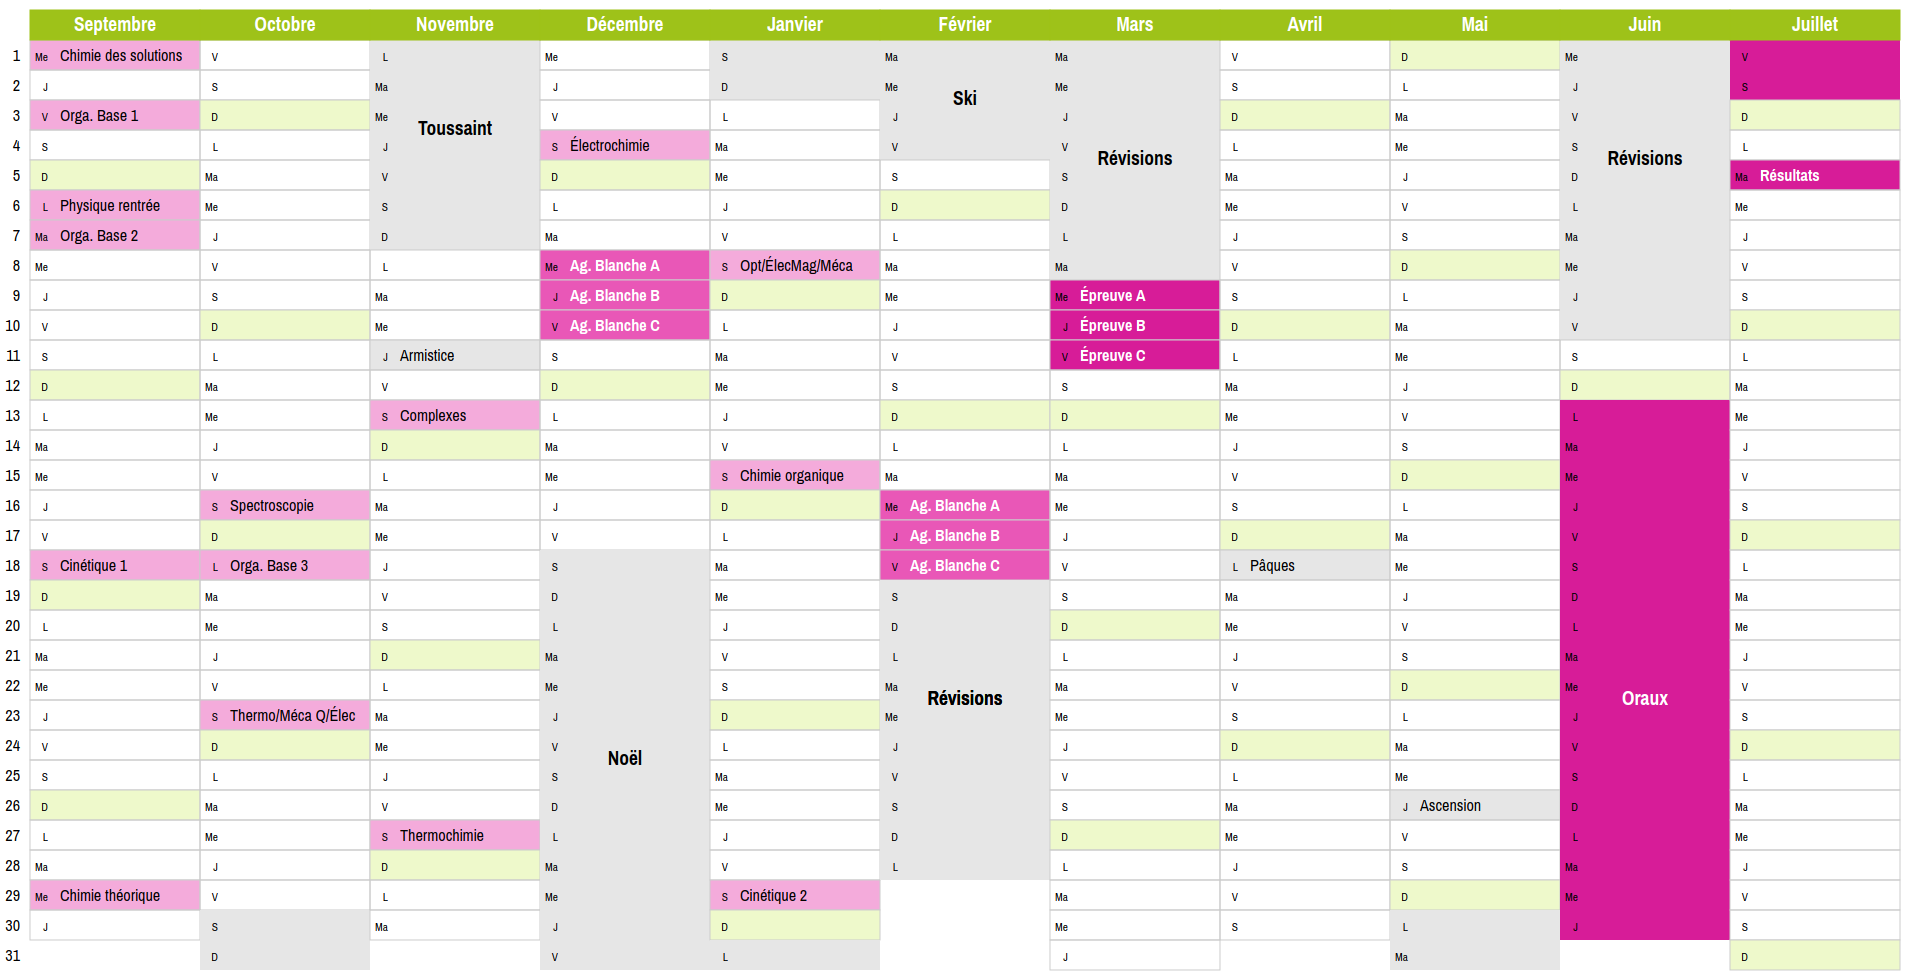 Septembre Octobre Novembre Décembre Janvier Février Mars Avril Mai Juin Juillet
1 Me Chimie des solutions V L Me S Ma Ma V D Me V
2 J S Ma J D Me Me S L J S
3 V Orga. Base 1 D Me V L J J D Ma V D
4 S L J S Électrochimie Ma V V L Me S L
5 D Ma V D Me S S Ma J D Ma Résultats
6 L Physique rentrée Me S L J D D Me V L Me
7 Ma Orga. Base 2 J D Ma V L L J S Ma J
8 Me V L Me Ag. Blanche A S Opt/ÉlecMag/Méca Ma Ma V D Me V
9 J S Ma J Ag. Blanche B D Me Me Épreuve A S L J S
10 V D Me V Ag. Blanche C L J J Épreuve B D Ma V D
11 S L J Armistice S Ma V V Épreuve C L Me S L
12 D Ma V D Me S S Ma J D Ma
13 L Me S Complexes L J D D Me V L Me
14 Ma J D Ma V L L J S Ma J
15 Me V L Me S Chimie organique Ma Ma V D Me V
16 J S Spectroscopie Ma J D Me Ag. Blanche A Me S L J S
17 V D Me V L J Ag. Blanche B J D Ma V D
18 S Cinétique 1 L Orga. Base 3 J S Ma V Ag. Blanche C V L Pâques Me S L
19 D Ma V D Me S S Ma J D Ma
20 L Me S L J D D Me V L Me
21 Ma J D Ma V L L J S Ma J
22 Me V L Me S Ma Ma V D Me V
23 J S Thermo/Méca Q/Élec Ma J D Me Me S L J S
24 V D Me V L J J D Ma V D
25 S L J S Ma V V L Me S L
26 D Ma V D Me S S Ma J Ascension D Ma
27 L Me S Thermochimie L J D D Me V L Me
28 Ma J D Ma V L L J S Ma J
29 Me Chimie théorique V L Me S Cinétique 2 Ma V D Me V
30 J S Ma J D Me S L J S
31 D V L J Ma D
Toussaint
Noël
Ski
Révisions
Révisions
Révisions
Oraux